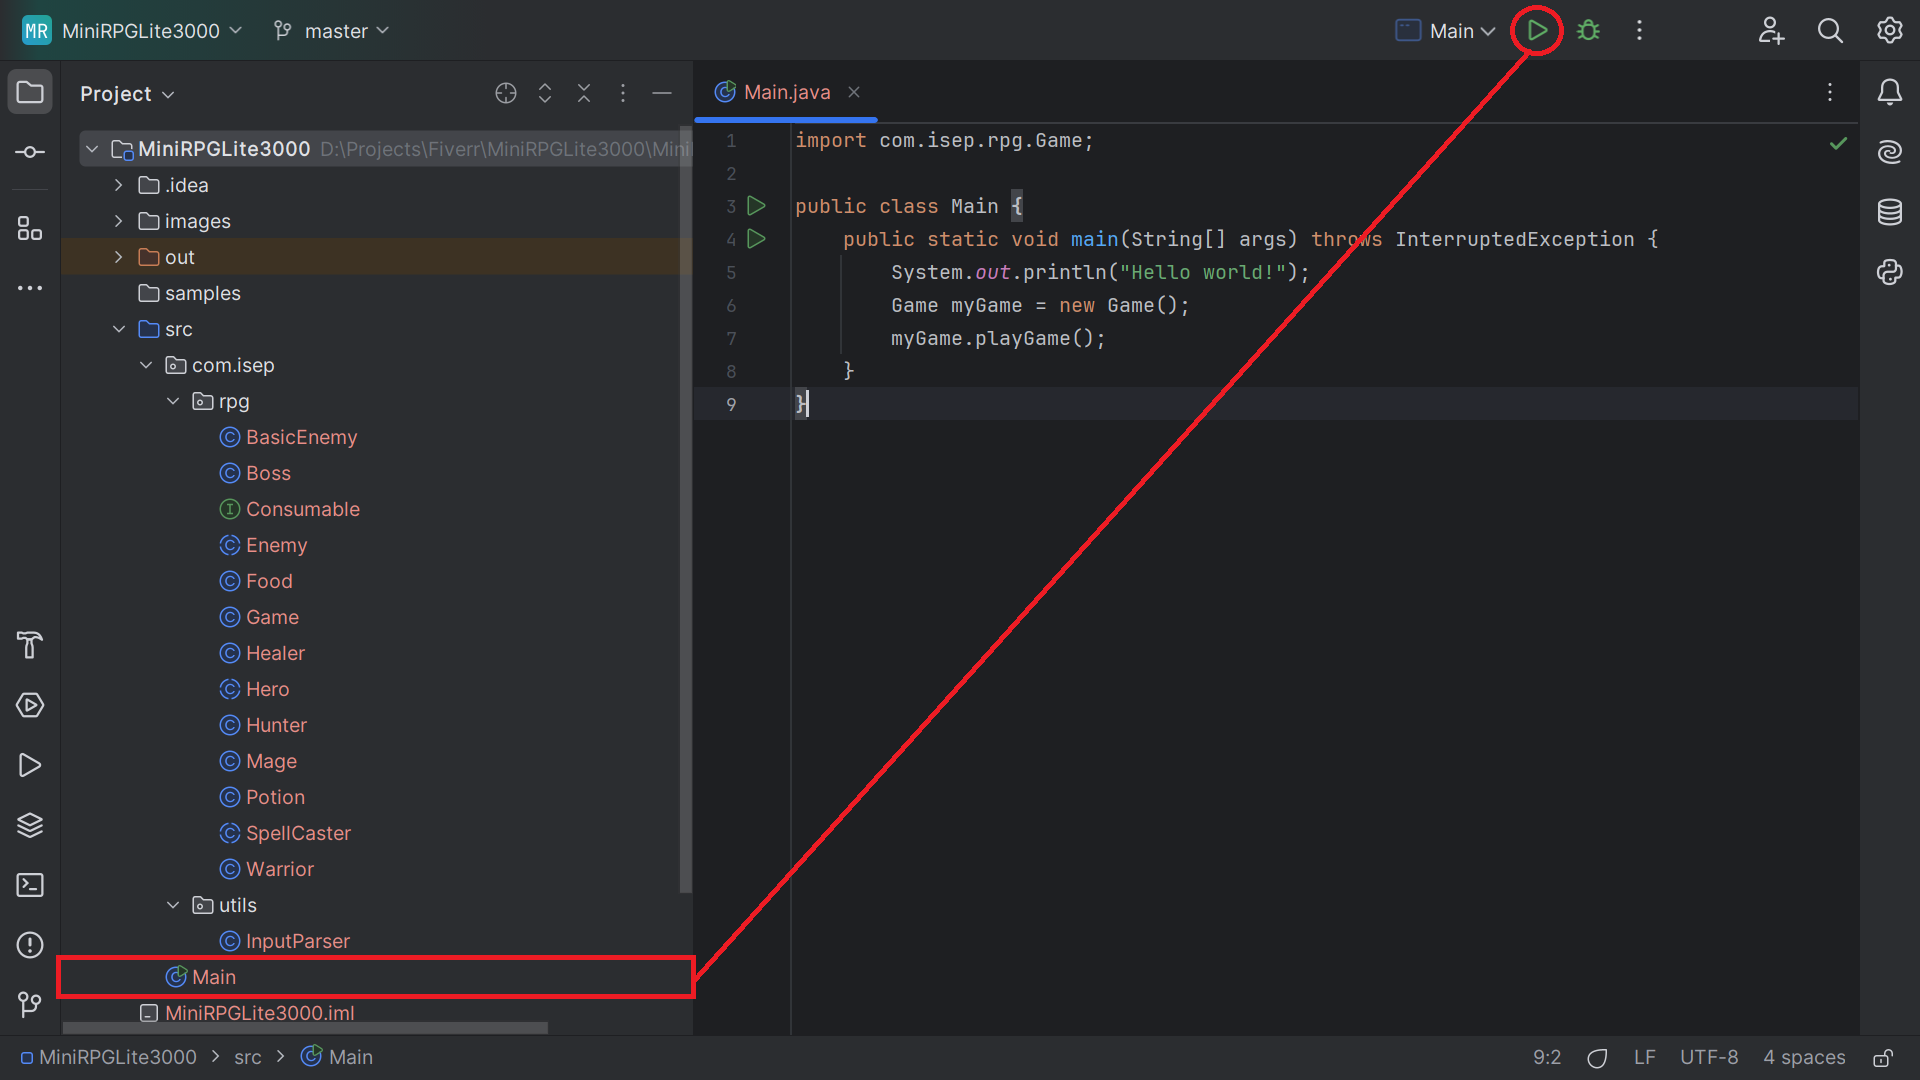 MR MiniRPGLite3000 master Main
Project
Main.java
MiniRPGLite3000 D:\Projects\Fiverr\MiniRPGLite3000\Mini
.idea
images
out
samples
src
com.isep
rpg
BasicEnemy
Boss
Consumable
Enemy
Food
Game
Healer
Hero
Hunter
Mage
Potion
SpellCaster
Warrior
utils
InputParser
Main
MiniRPGLite3000.iml
1 import com.isep.rpg.Game;
2
3 public class Main {
4 public static void main(String[] args) throws InterruptedException {
5 System.out.println("Hello world!");
6 Game myGame = new Game();
7 myGame.playGame();
8 }
9 }
MiniRPGLite3000 > src > Main
9:2 LF UTF-8 4 spaces